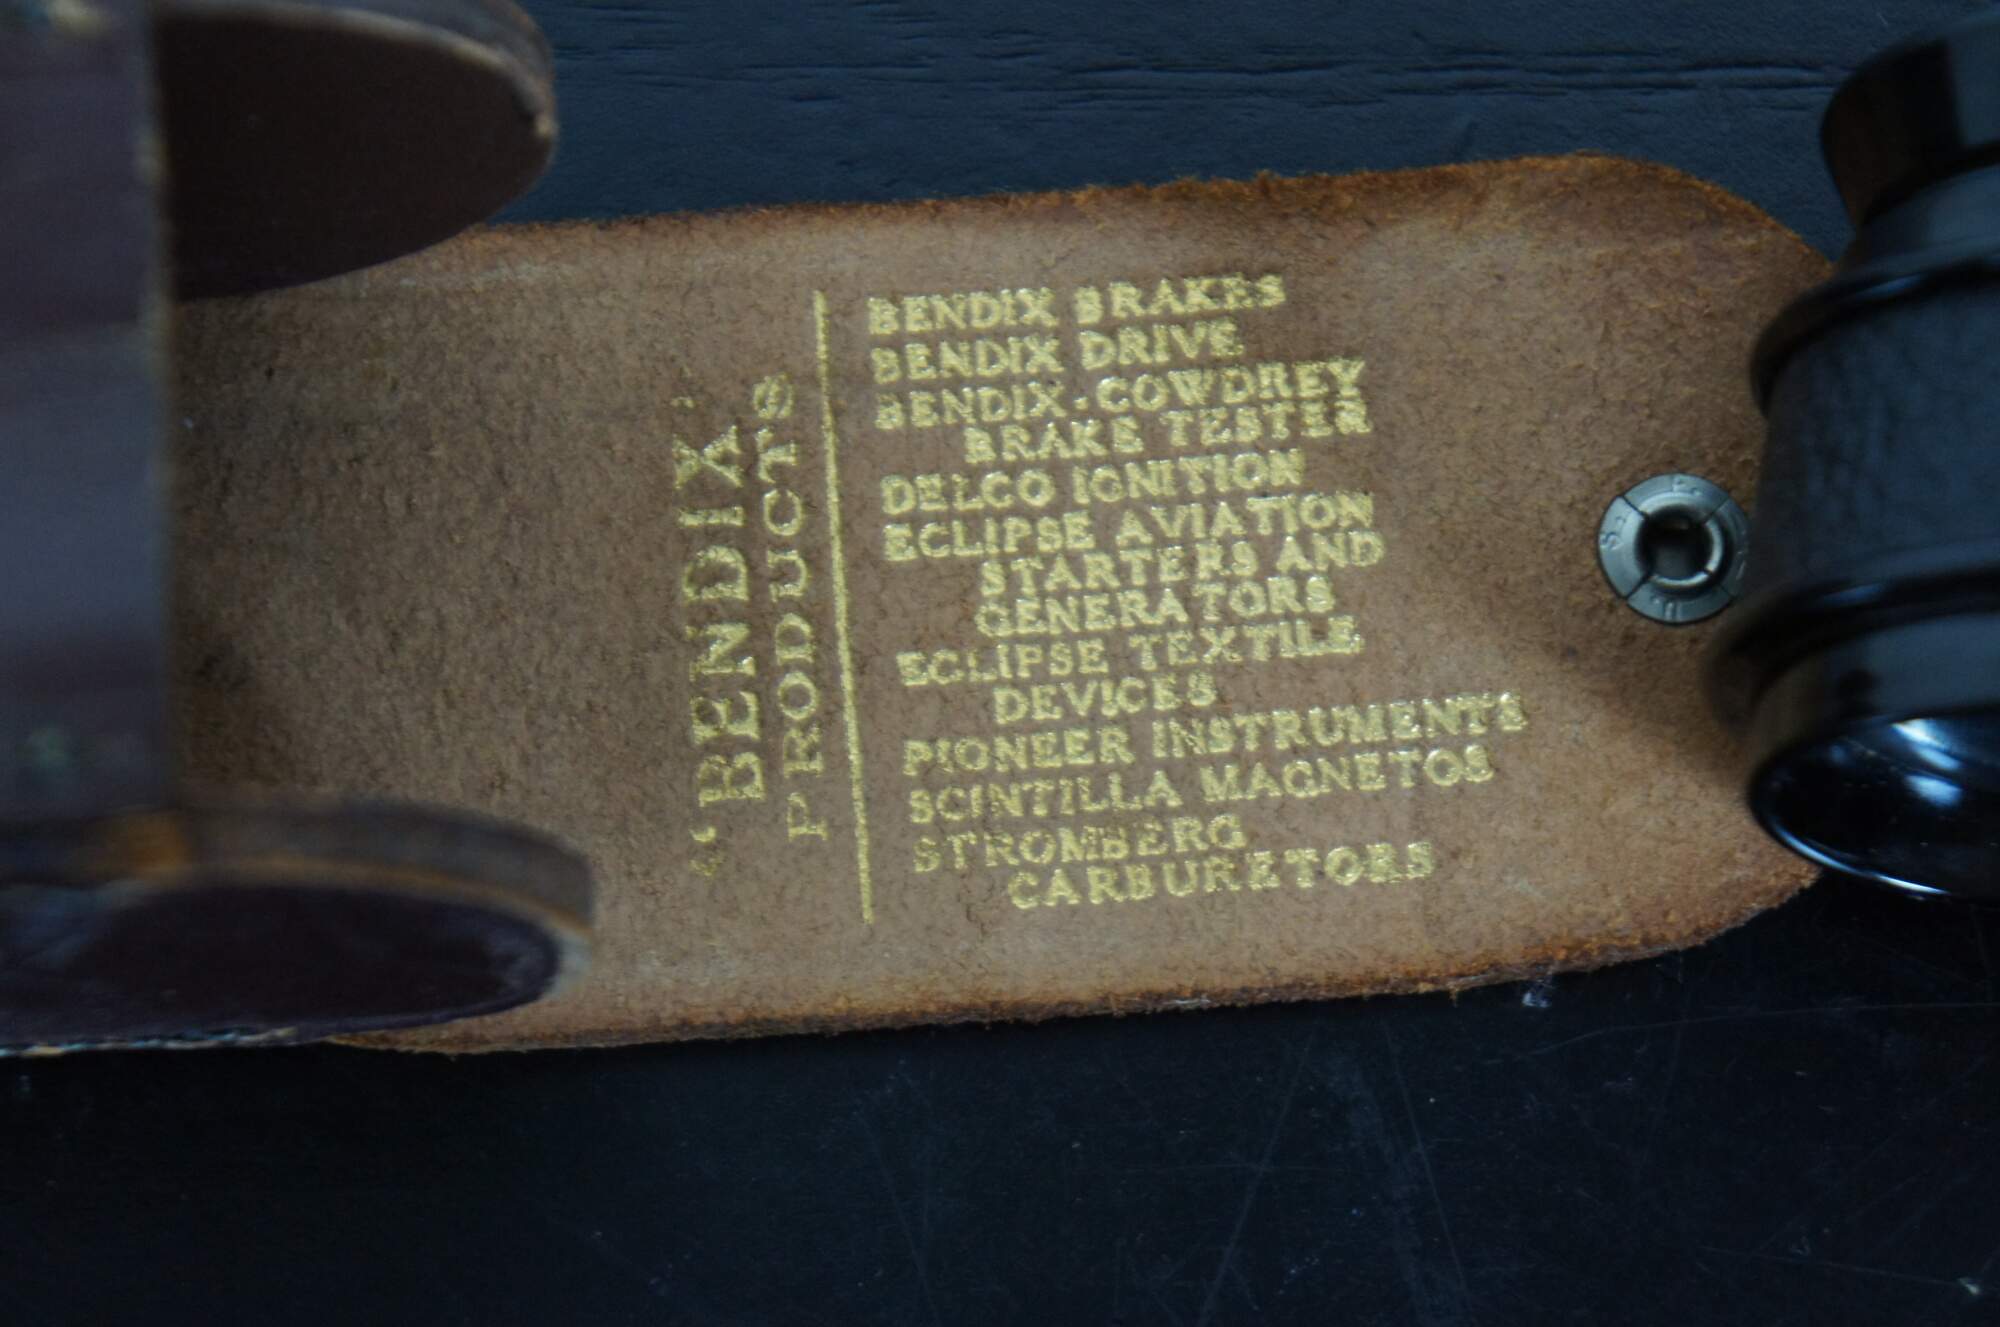 "BENDIX"
PRODUCTS
BENDIX BRAKES
BENDIX DRIVE
BENDIX-COWDREY
BRAKE TESTER
DELCO IGNITION
ECLIPSE AVIATION
STARTERS AND
GENERATORS
ECLIPSE TEXTILE
DEVICES
PIONEER INSTRUMENTS
SCINTILLA MAGNETOS
STROMBERG
CARBURETORS